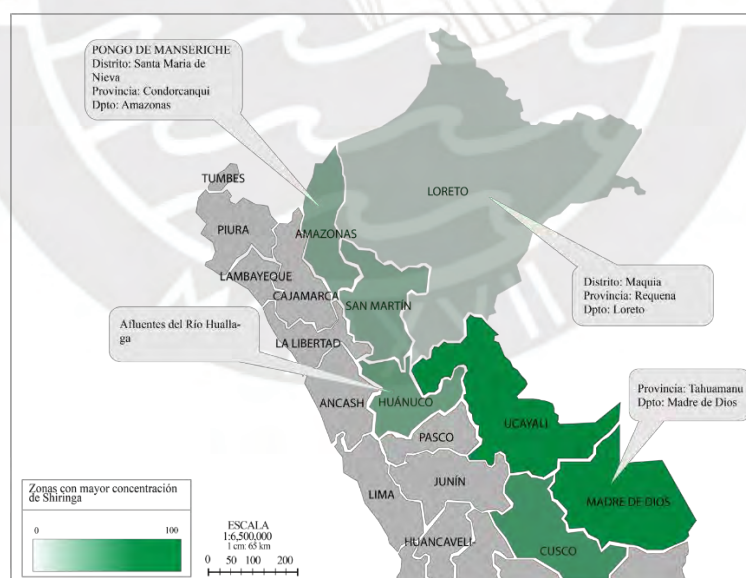 PONGO DE MANSERICHE
Distrito: Santa Maria de
Nieva
Provincia: Condorcanqui
Dpto: Amazonas
TUMBES
LORETO
PIURA
AMAZONAS
LAMBAYEQUE
CAJAMARCA
SAN MARTÍN
Distrito: Maquia
Provincia: Requena
Dpto: Loreto
Afluentes del Río Hualla-
ga
LA LIBERTAD
Provincia: Tahuamanu
Dpto: Madre de Dios
ANCASH
HUÁNUCO
UCAYALI
PASCO
Zonas con mayor concentración
de Shiringa
0
100
LIMA
JUNÍN
MADRE DE DIOS
ESCALA
1:6,500,000
1 cm: 65 km
0 50 100 200
HUANCAVELI-
CUSCO